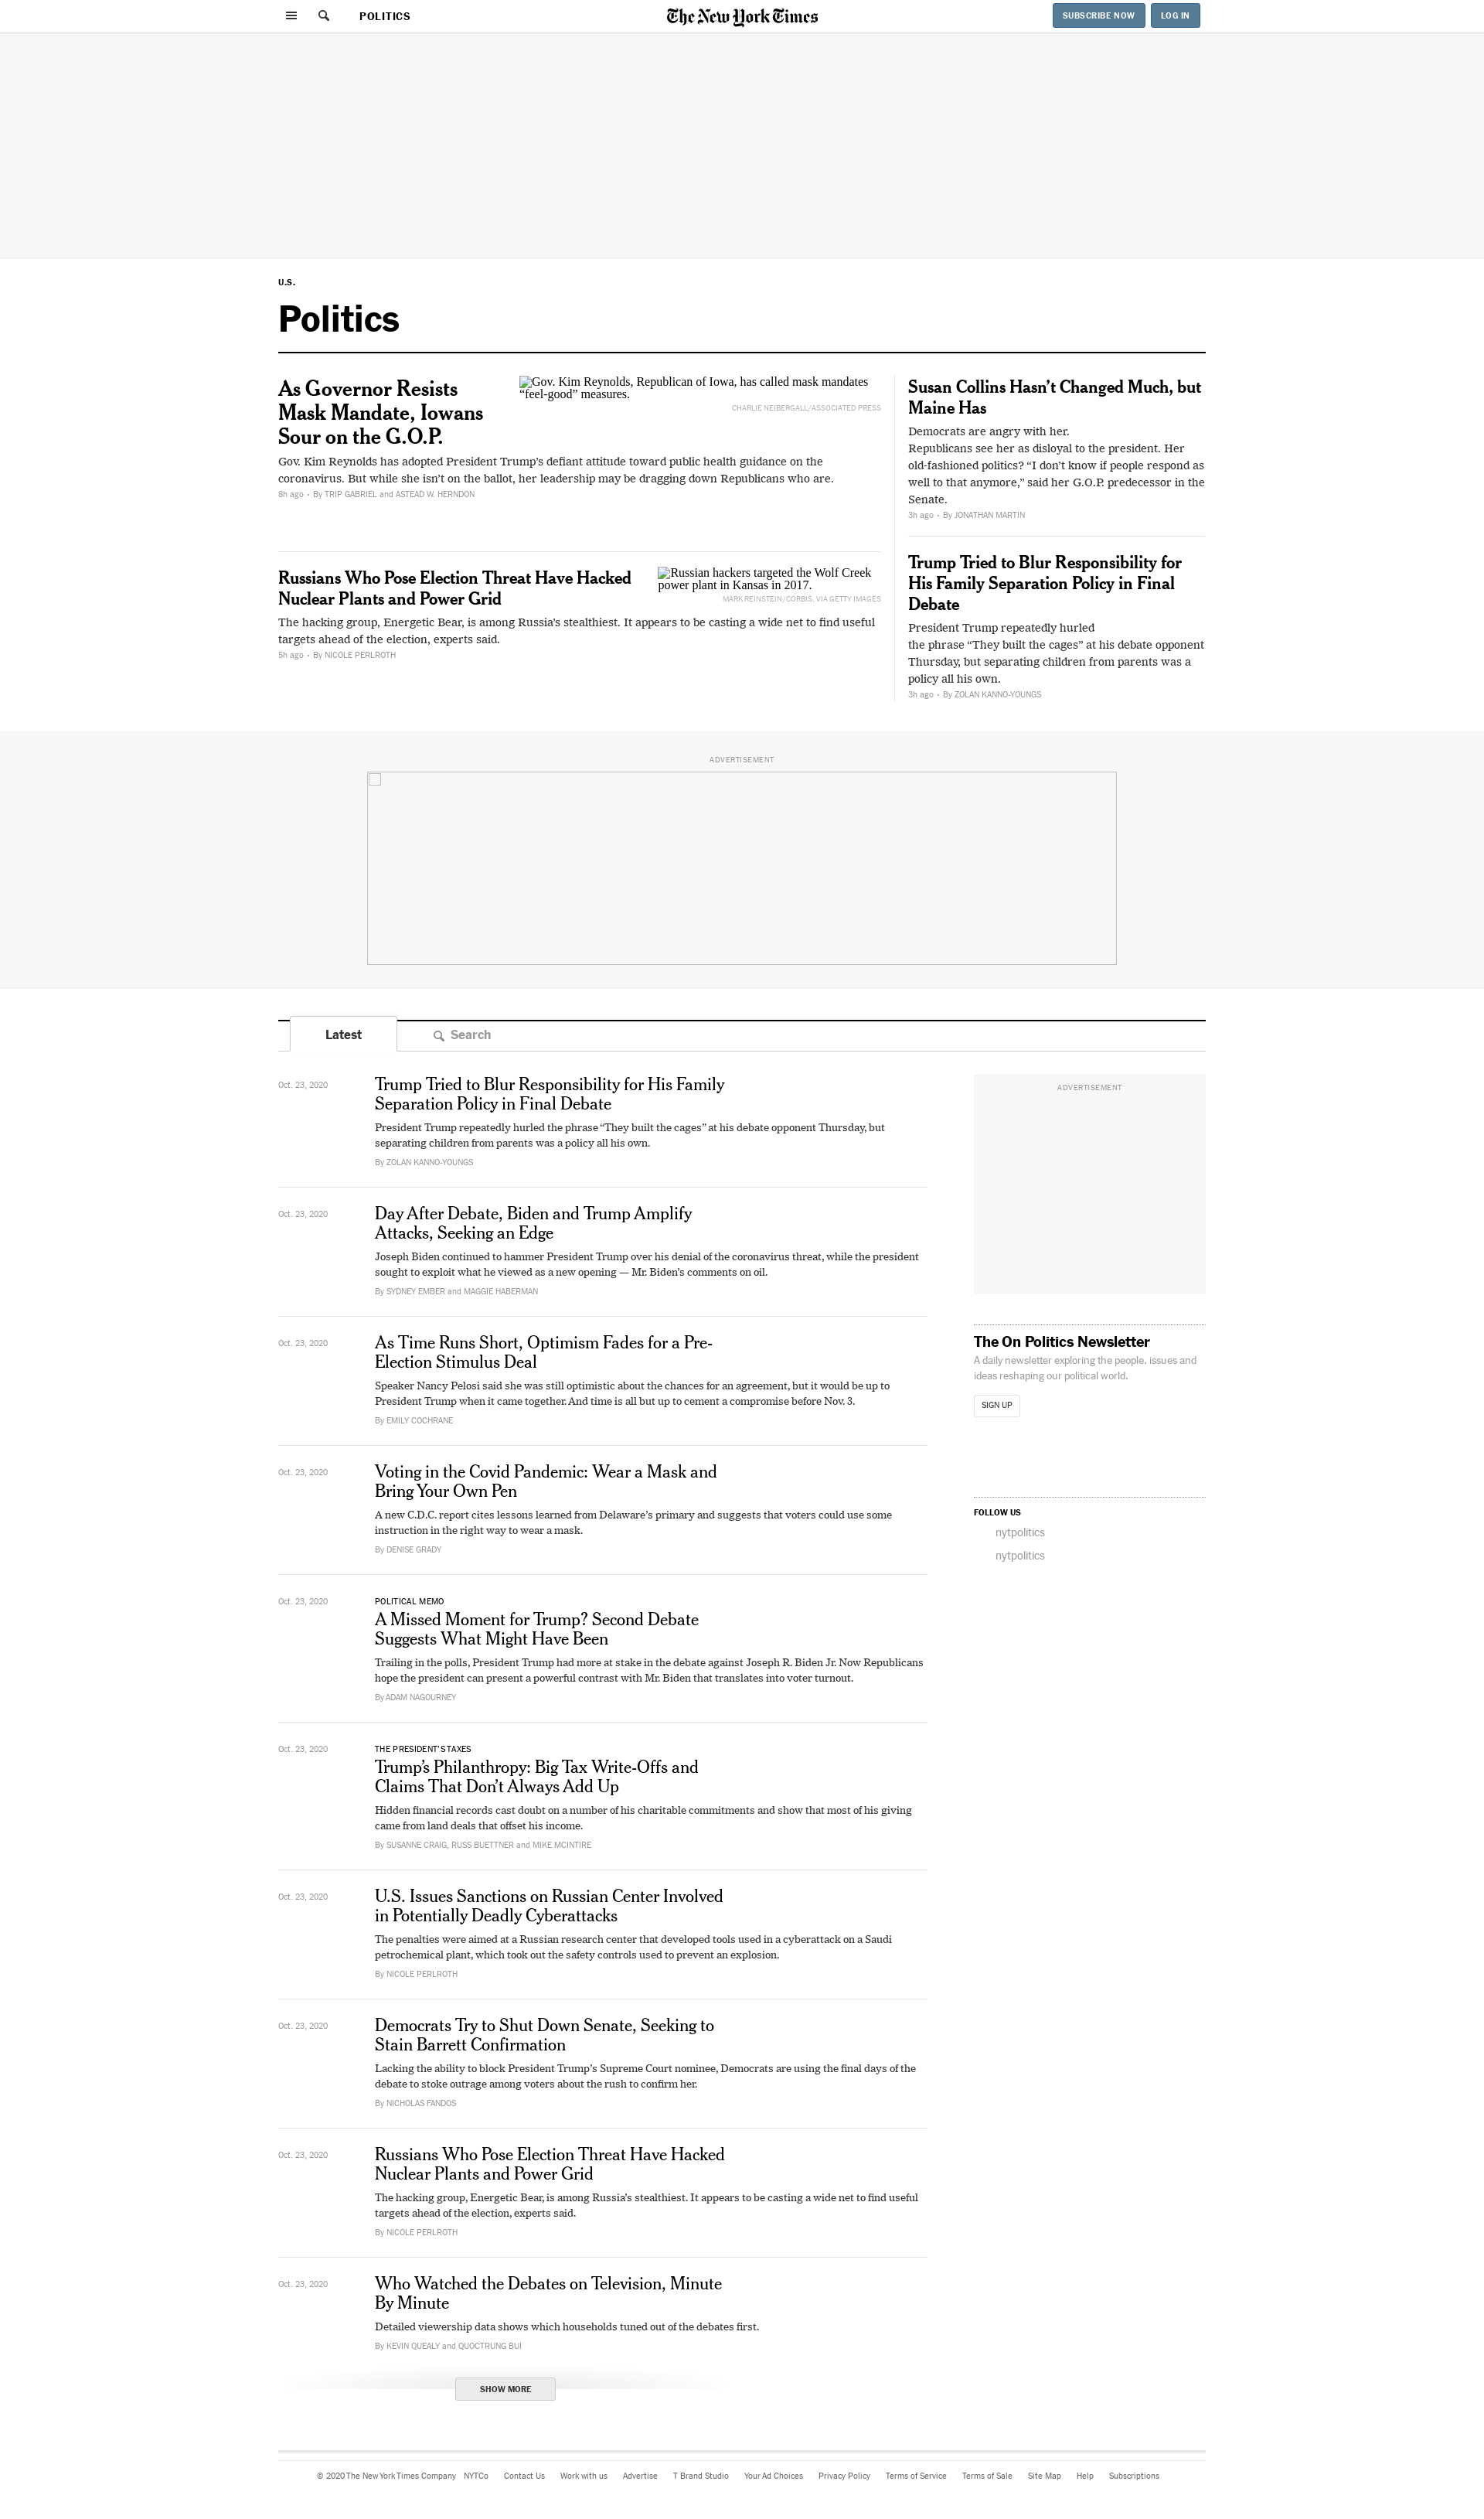 POLITICS
The New York Times
SUBSCRIBE NOW
LOG IN
U.S.
Politics
As Governor Resists
Mask Mandate, Iowans
Sour on the G.O.P.
Gov. Kim Reynolds, Republican of Iowa, has called mask mandates
“feel-good” measures.
CHARLIE NEIBERGALL/ASSOCIATED PRESS
Gov. Kim Reynolds has adopted President Trump’s defiant attitude toward public health guidance on the
coronavirus. But while she isn’t on the ballot, her leadership may be dragging down Republicans who are.
8h ago • By TRIP GABRIEL and ASTEAD W. HERNDON
Russians Who Pose Election Threat Have Hacked
Nuclear Plants and Power Grid
Russian hackers targeted the Wolf Creek
power plant in Kansas in 2017.
MARK REINSTEIN/CORBIS, VIA GETTY IMAGES
The hacking group, Energetic Bear, is among Russia’s stealthiest. It appears to be casting a wide net to find useful
targets ahead of the election, experts said.
5h ago • By NICOLE PERLROTH
Susan Collins Hasn’t Changed Much, but
Maine Has
Democrats are angry with her.
Republicans see her as disloyal to the president. Her
old-fashioned politics? “I don’t know if people respond as
well to that anymore,” said her G.O.P. predecessor in the
Senate.
3h ago • By JONATHAN MARTIN
Trump Tried to Blur Responsibility for
His Family Separation Policy in Final
Debate
President Trump repeatedly hurled
the phrase “They built the cages” at his debate opponent
Thursday, but separating children from parents was a
policy all his own.
3h ago • By ZOLAN KANNO-YOUNGS
ADVERTISEMENT
Latest
Search
Oct. 23, 2020
Trump Tried to Blur Responsibility for His Family
Separation Policy in Final Debate
President Trump repeatedly hurled the phrase “They built the cages” at his debate opponent Thursday, but
separating children from parents was a policy all his own.
By ZOLAN KANNO-YOUNGS
Oct. 23, 2020
Day After Debate, Biden and Trump Amplify
Attacks, Seeking an Edge
Joseph Biden continued to hammer President Trump over his denial of the coronavirus threat, while the president
sought to exploit what he viewed as a new opening — Mr. Biden’s comments on oil.
By SYDNEY EMBER and MAGGIE HABERMAN
Oct. 23, 2020
As Time Runs Short, Optimism Fades for a Pre-
Election Stimulus Deal
Speaker Nancy Pelosi said she was still optimistic about the chances for an agreement, but it would be up to
President Trump when it came together. And time is all but up to cement a compromise before Nov. 3.
By EMILY COCHRANE
Oct. 23, 2020
Voting in the Covid Pandemic: Wear a Mask and
Bring Your Own Pen
A new C.D.C. report cites lessons learned from Delaware’s primary and suggests that voters could use some
instruction in the right way to wear a mask.
By DENISE GRADY
Oct. 23, 2020
POLITICAL MEMO
A Missed Moment for Trump? Second Debate
Suggests What Might Have Been
Trailing in the polls, President Trump had more at stake in the debate against Joseph R. Biden Jr. Now Republicans
hope the president can present a powerful contrast with Mr. Biden that translates into voter turnout.
By ADAM NAGOURNEY
Oct. 23, 2020
THE PRESIDENT’S TAXES
Trump’s Philanthropy: Big Tax Write-Offs and
Claims That Don’t Always Add Up
Hidden financial records cast doubt on a number of his charitable commitments and show that most of his giving
came from land deals that offset his income.
By SUSANNE CRAIG, RUSS BUETTNER and MIKE MCINTIRE
Oct. 23, 2020
U.S. Issues Sanctions on Russian Center Involved
in Potentially Deadly Cyberattacks
The penalties were aimed at a Russian research center that developed tools used in a cyberattack on a Saudi
petrochemical plant, which took out the safety controls used to prevent an explosion.
By NICOLE PERLROTH
Oct. 23, 2020
Democrats Try to Shut Down Senate, Seeking to
Stain Barrett Confirmation
Lacking the ability to block President Trump’s Supreme Court nominee, Democrats are using the final days of the
debate to stoke outrage among voters about the rush to confirm her.
By NICHOLAS FANDOS
Oct. 23, 2020
Russians Who Pose Election Threat Have Hacked
Nuclear Plants and Power Grid
The hacking group, Energetic Bear, is among Russia’s stealthiest. It appears to be casting a wide net to find useful
targets ahead of the election, experts said.
By NICOLE PERLROTH
Oct. 23, 2020
Who Watched the Debates on Television, Minute
By Minute
Detailed viewership data shows which households tuned out of the debates first.
By KEVIN QUEALY and QUOCTRUNG BUI
SHOW MORE
ADVERTISEMENT
The On Politics Newsletter
A daily newsletter exploring the people, issues and
ideas reshaping our political world.
SIGN UP
FOLLOW US
nytpolitics
nytpolitics
© 2020 The New York Times Company NYTCo Contact Us Work with us Advertise T Brand Studio Your Ad Choices Privacy Policy Terms of Service Terms of Sale Site Map Help Subscriptions